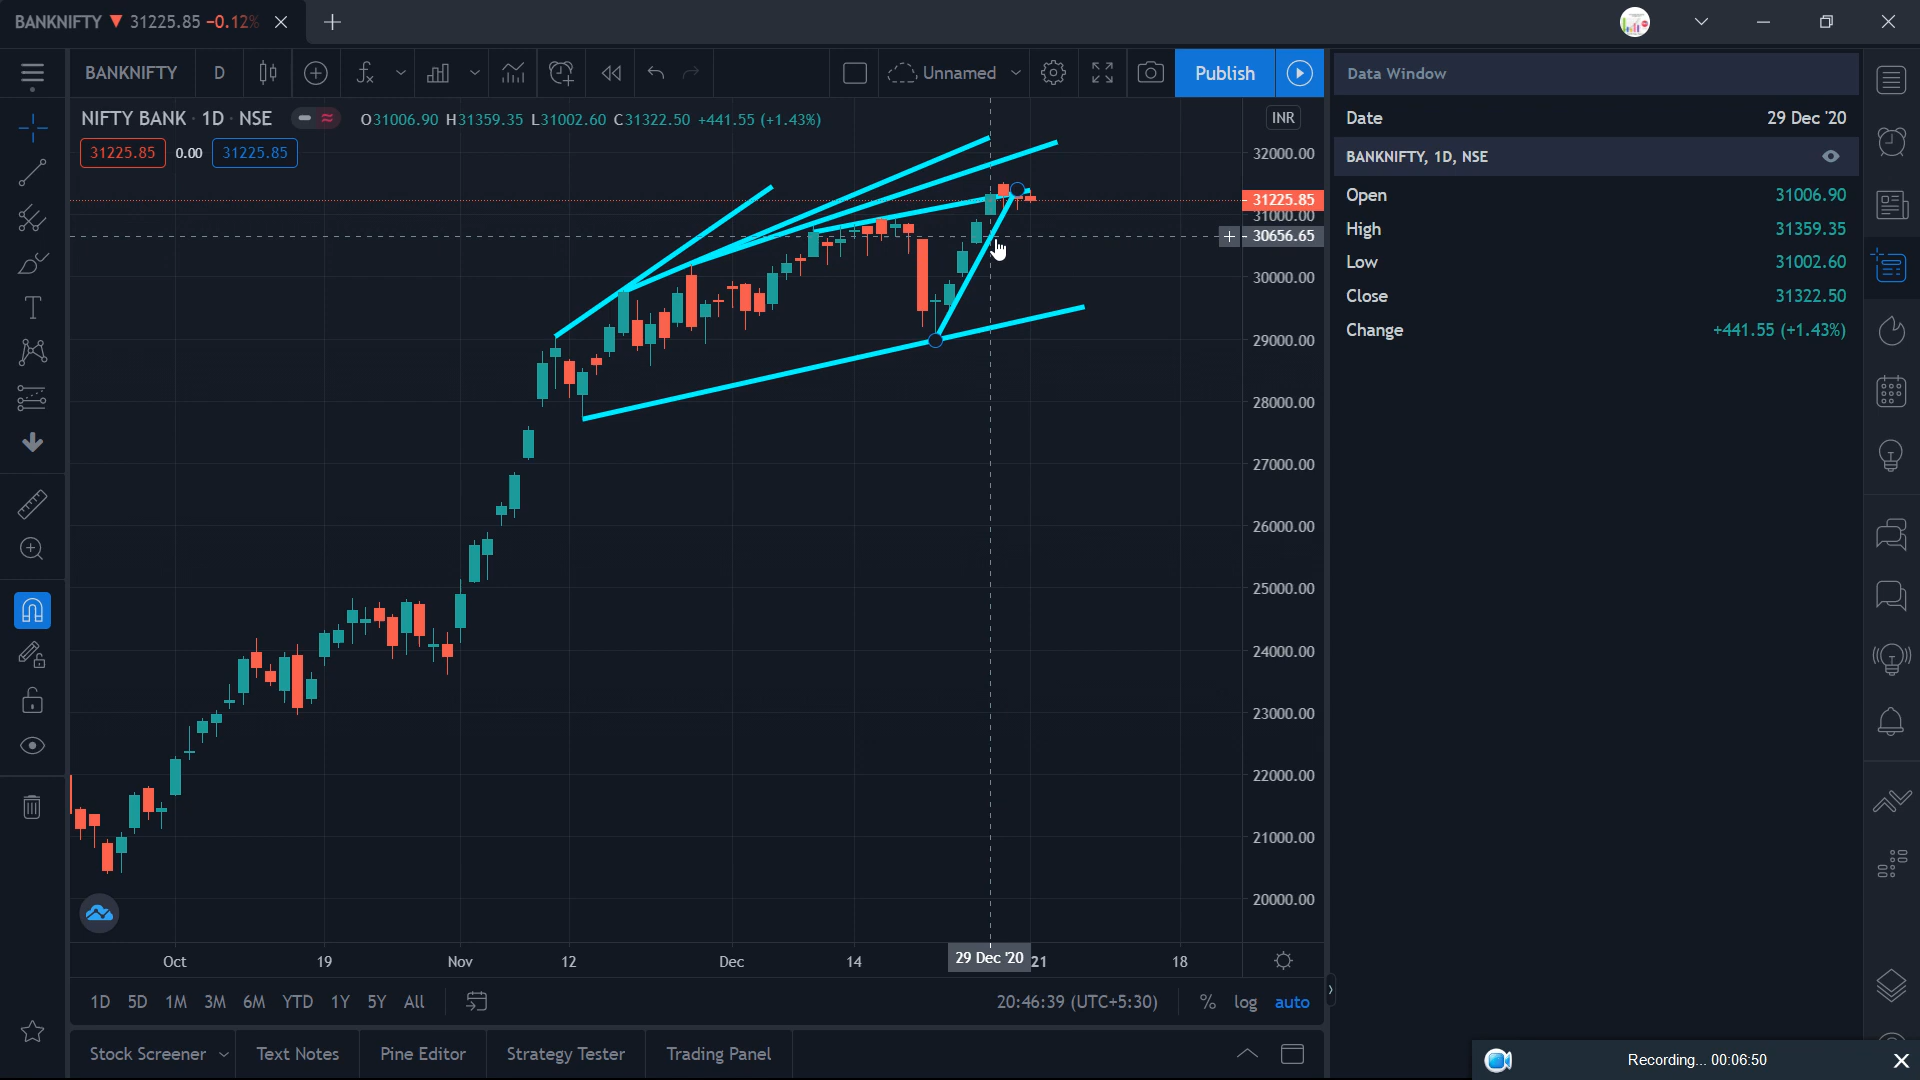 BANKNIFTY ▼ 31225.85 −0.12%
BANKNIFTY D
Unnamed
Publish
NIFTY BANK · 1D · NSE
O31006.90 H31359.35 L31002.60 C31322.50 +441.55 (+1.43%)
31225.85 0.00 31225.85
INR
32000.00
31225.85
31000.00
30656.65
30000.00
29000.00
28000.00
27000.00
26000.00
25000.00
24000.00
23000.00
22000.00
21000.00
20000.00
Oct 19 Nov 12 Dec 14 29 Dec '20 21 18
1D 5D 1M 3M 6M YTD 1Y 5Y All
20:46:39 (UTC+5:30) % log auto
Stock Screener Text Notes Pine Editor Strategy Tester Trading Panel
Data Window
Date 29 Dec '20
BANKNIFTY, 1D, NSE
Open 31006.90
High 31359.35
Low 31002.60
Close 31322.50
Change +441.55 (+1.43%)
Recording... 00:06:50